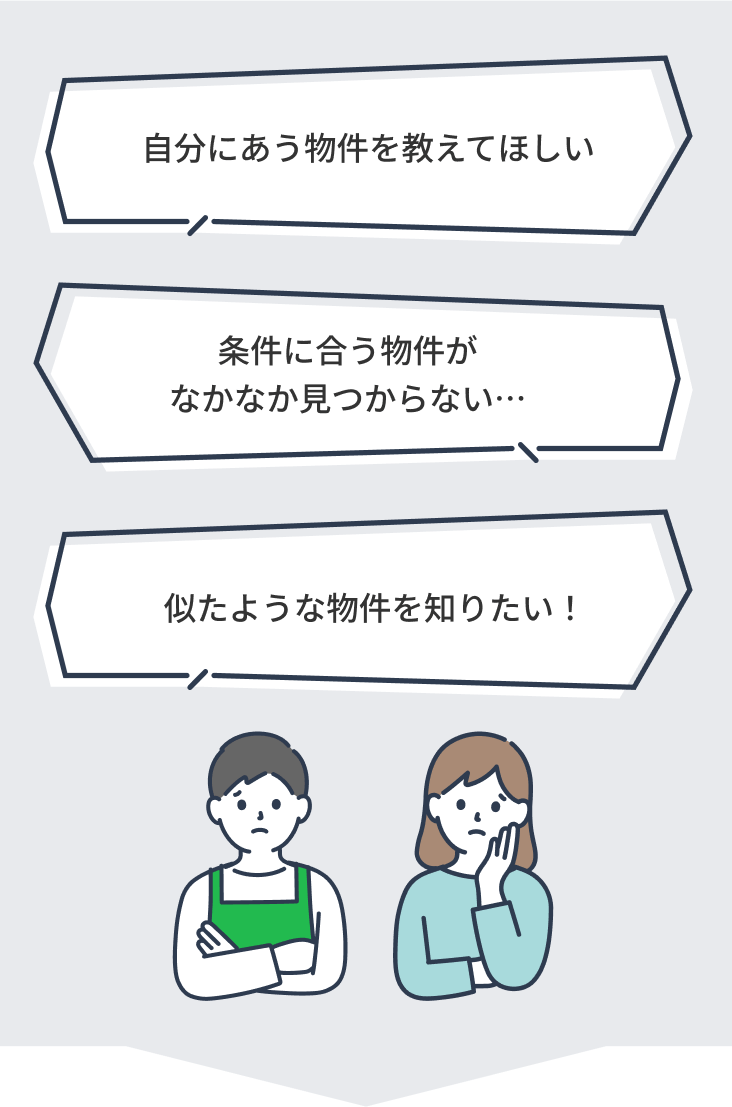 自分にあう物件を教えてほしい
条件に合う物件が
なかなか見つからない…
似たような物件を知りたい！